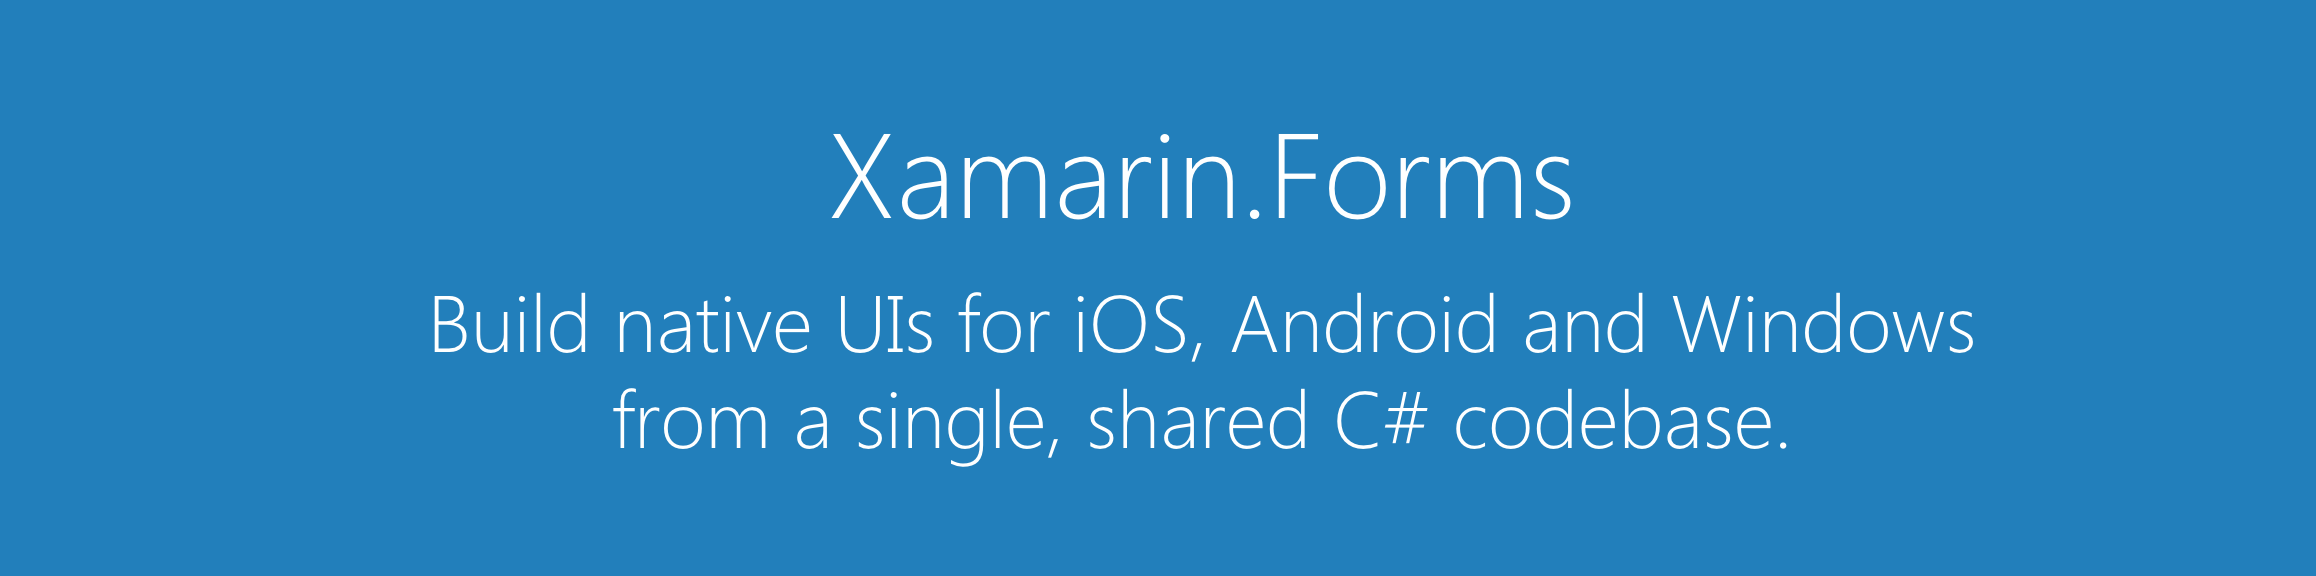 Xamarin.Forms
Build native UIs for iOS, Android and Windows
from a single, shared C# codebase.